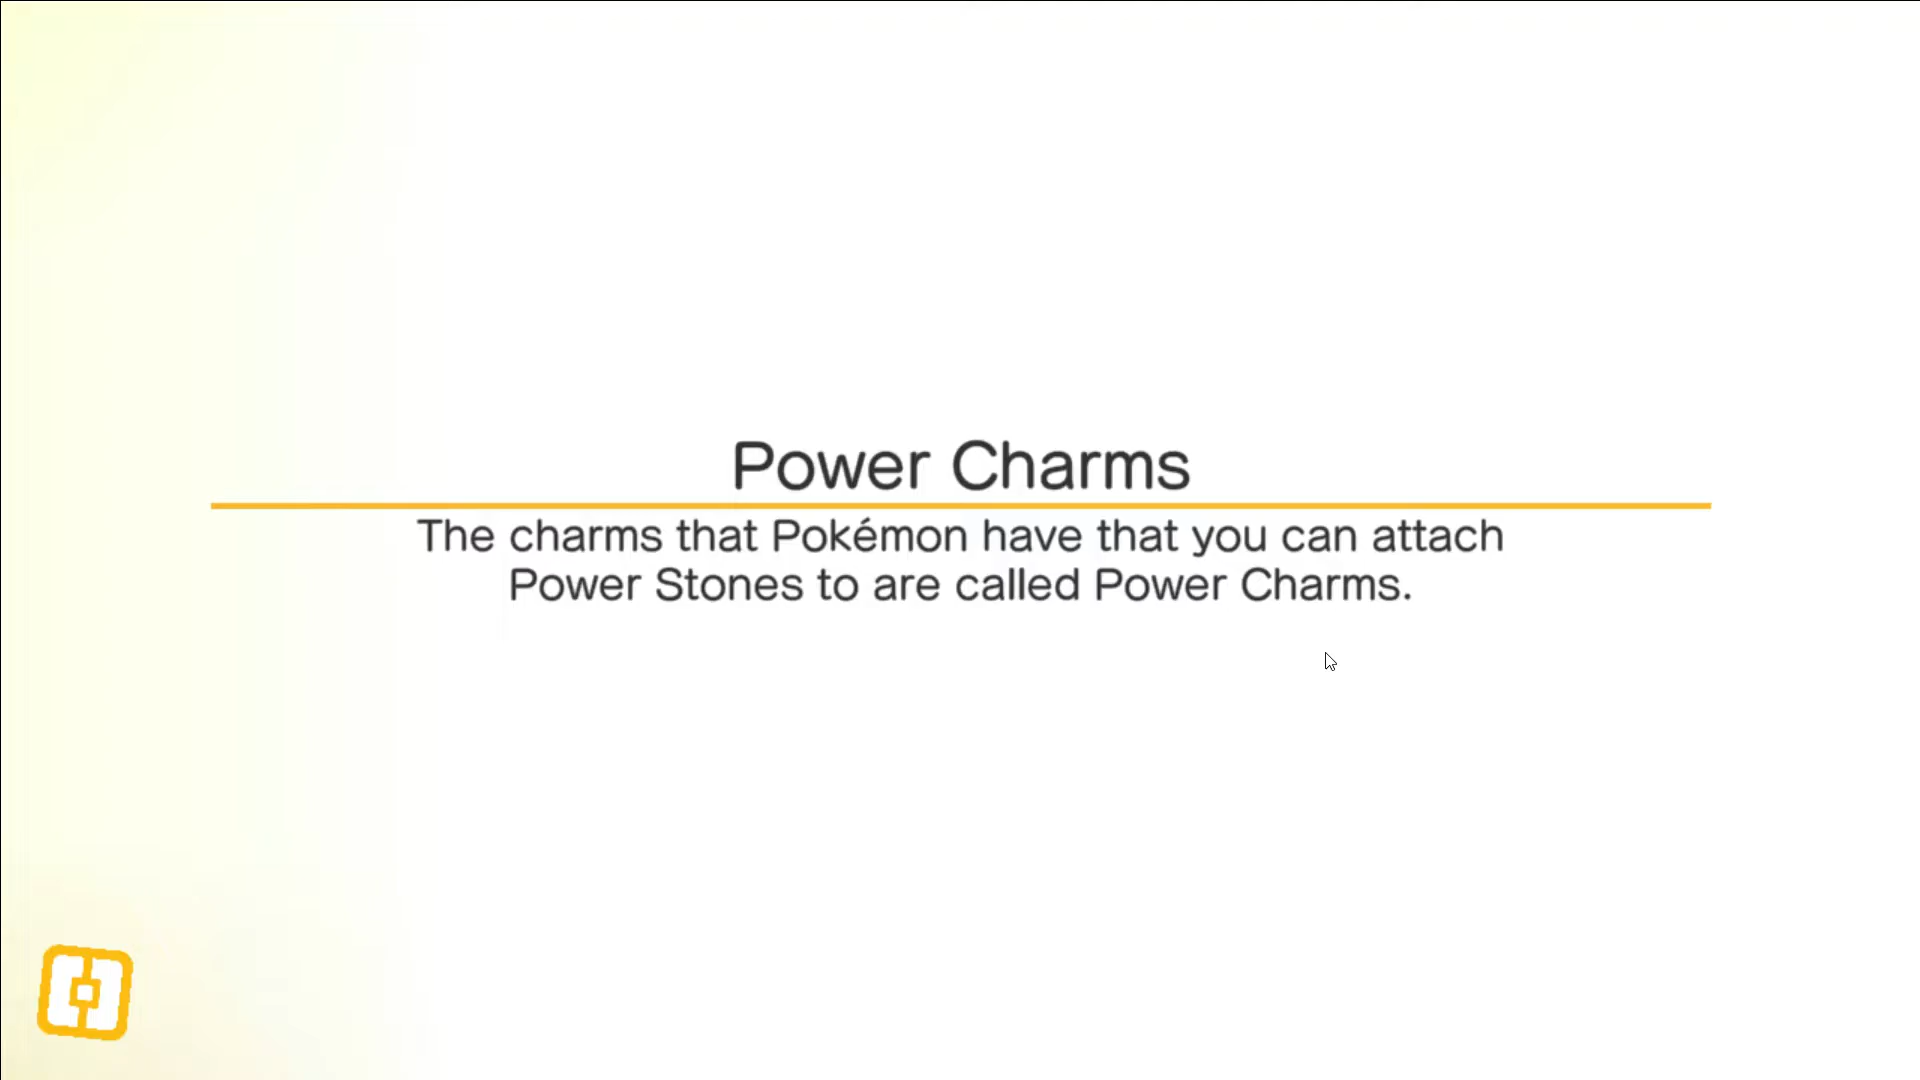 Power Charms
The charms that Pokémon have that you can attach
Power Stones to are called Power Charms.